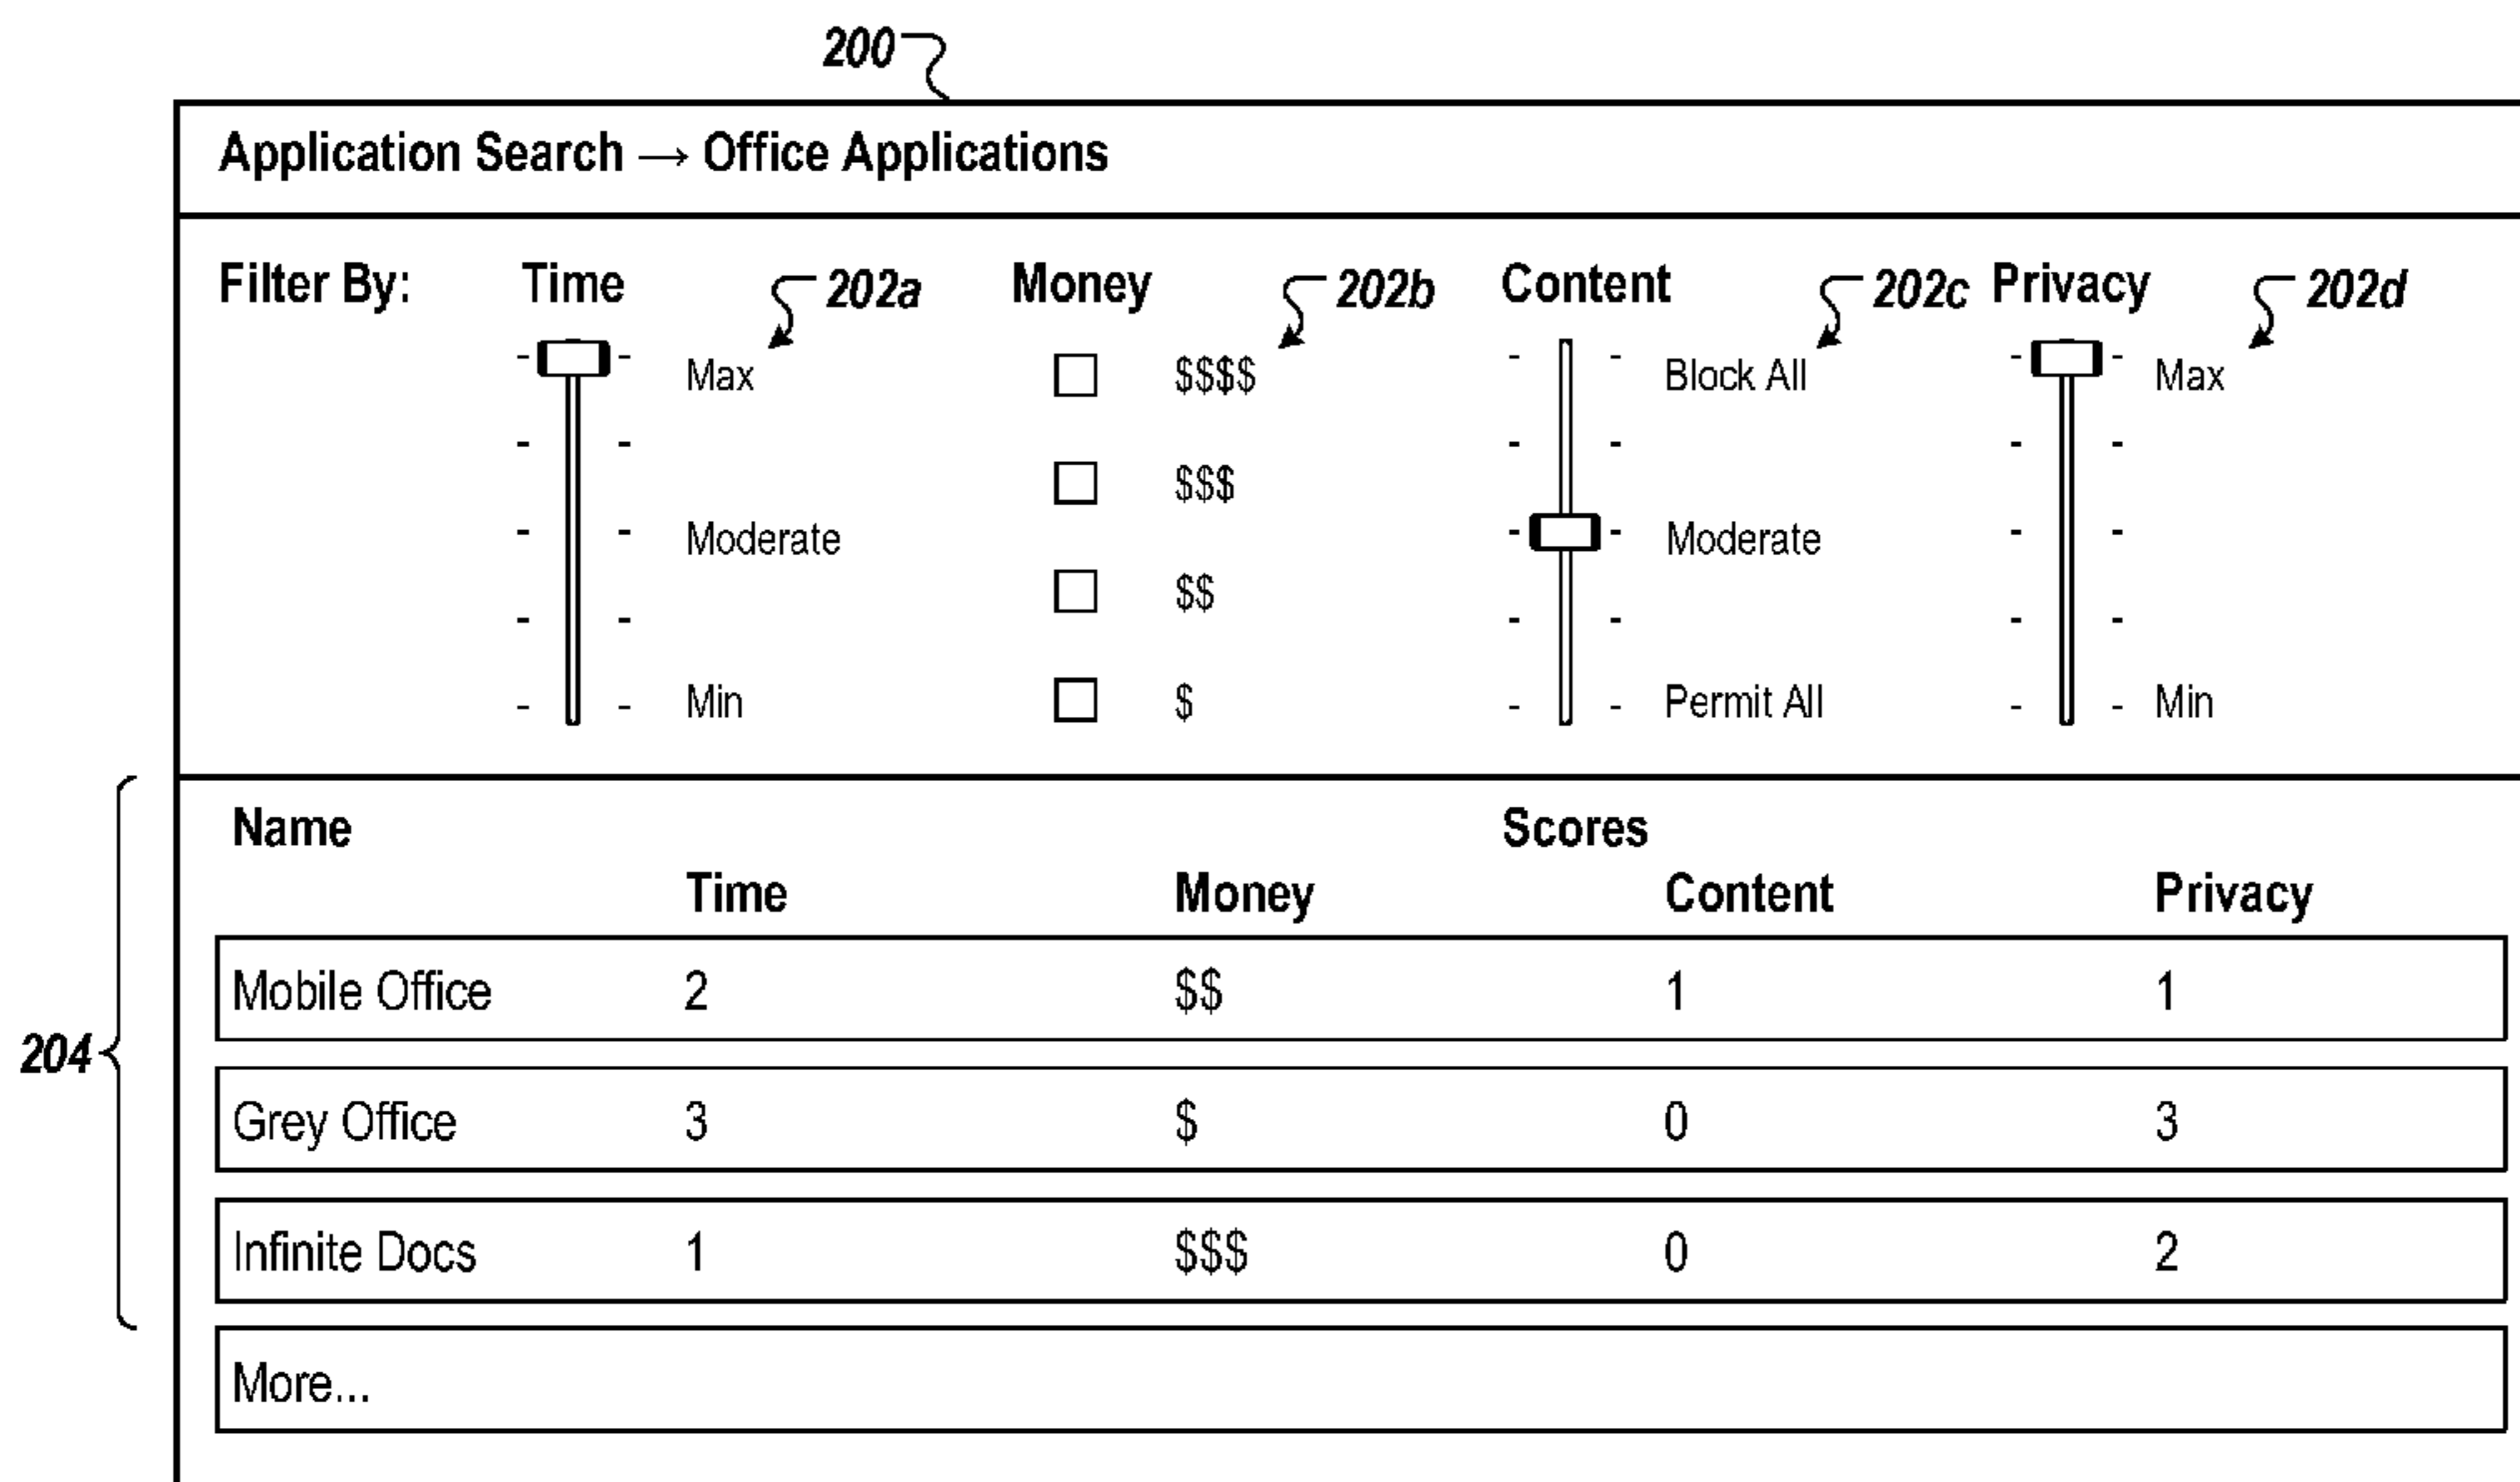 200
Application Search → Office Applications
Filter By: Time 202a Money 202b Content 202c Privacy 202d
Max $$$$ Block All Max
$$$
Moderate Moderate
$$
Min $ Permit All Min
204
Name Scores
Time Money Content Privacy
Mobile Office 2 $$ 1 1
Grey Office 3 $ 0 3
Infinite Docs 1 $$$ 0 2
More...